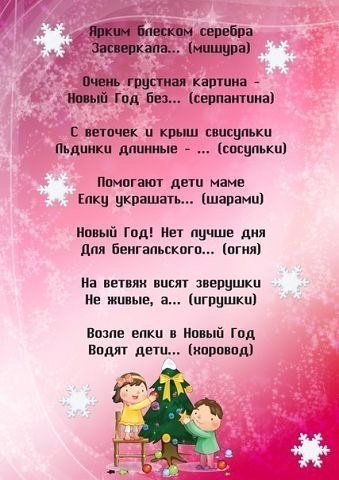 Ярким блеском серебра
Засверкала... (мишура)
Очень грустная картина -
Новый Год без... (серпантина)
С веточек и крыш свисульки
Льдинки длинные - ... (сосульки)
Помогают дети маме
Елку украшать... (шарами)
Новый Год! Нет лучше дня
Для бенгальского... (огня)
На ветвях висят зверушки
Не живые, а... (игрушки)
Возле елки в Новый Год
Водят дети... (хоровод)